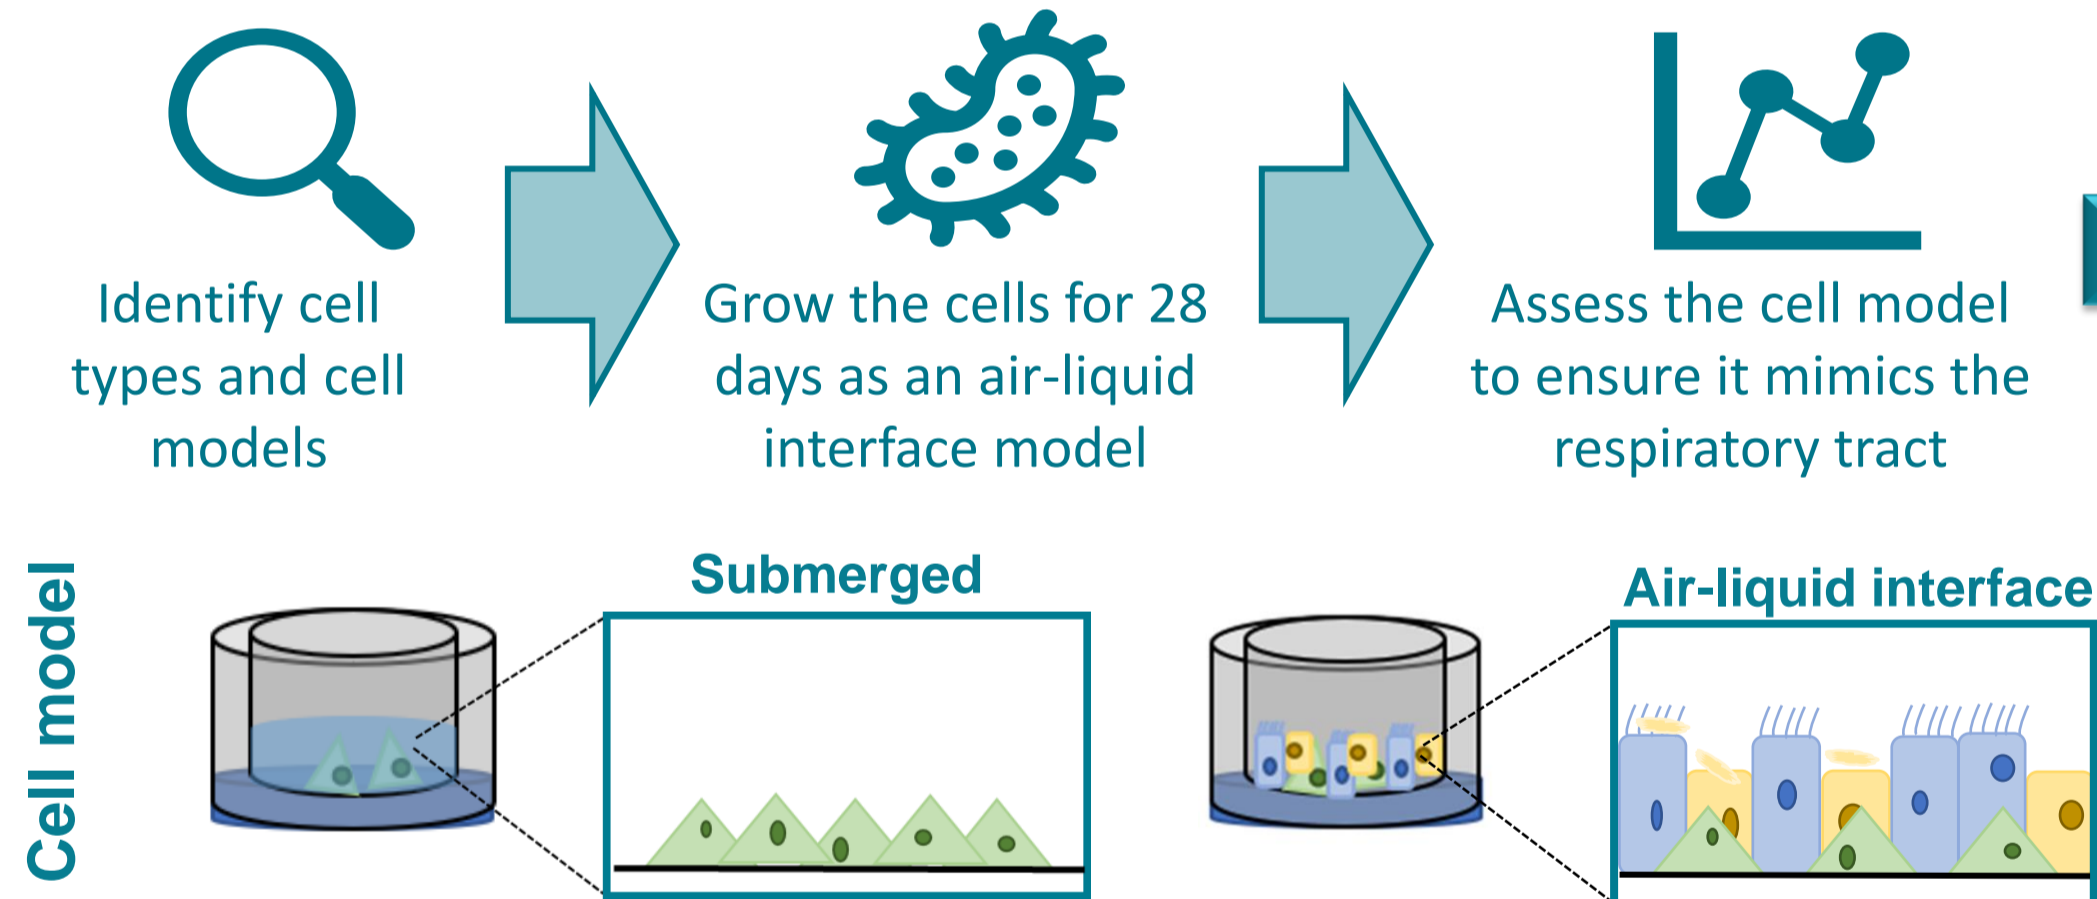 Identify cell
types and cell
models
Grow the cells for 28
days as an air-liquid
interface model
Assess the cell model
to ensure it mimics the
respiratory tract
Cell model
Submerged
Air-liquid interface